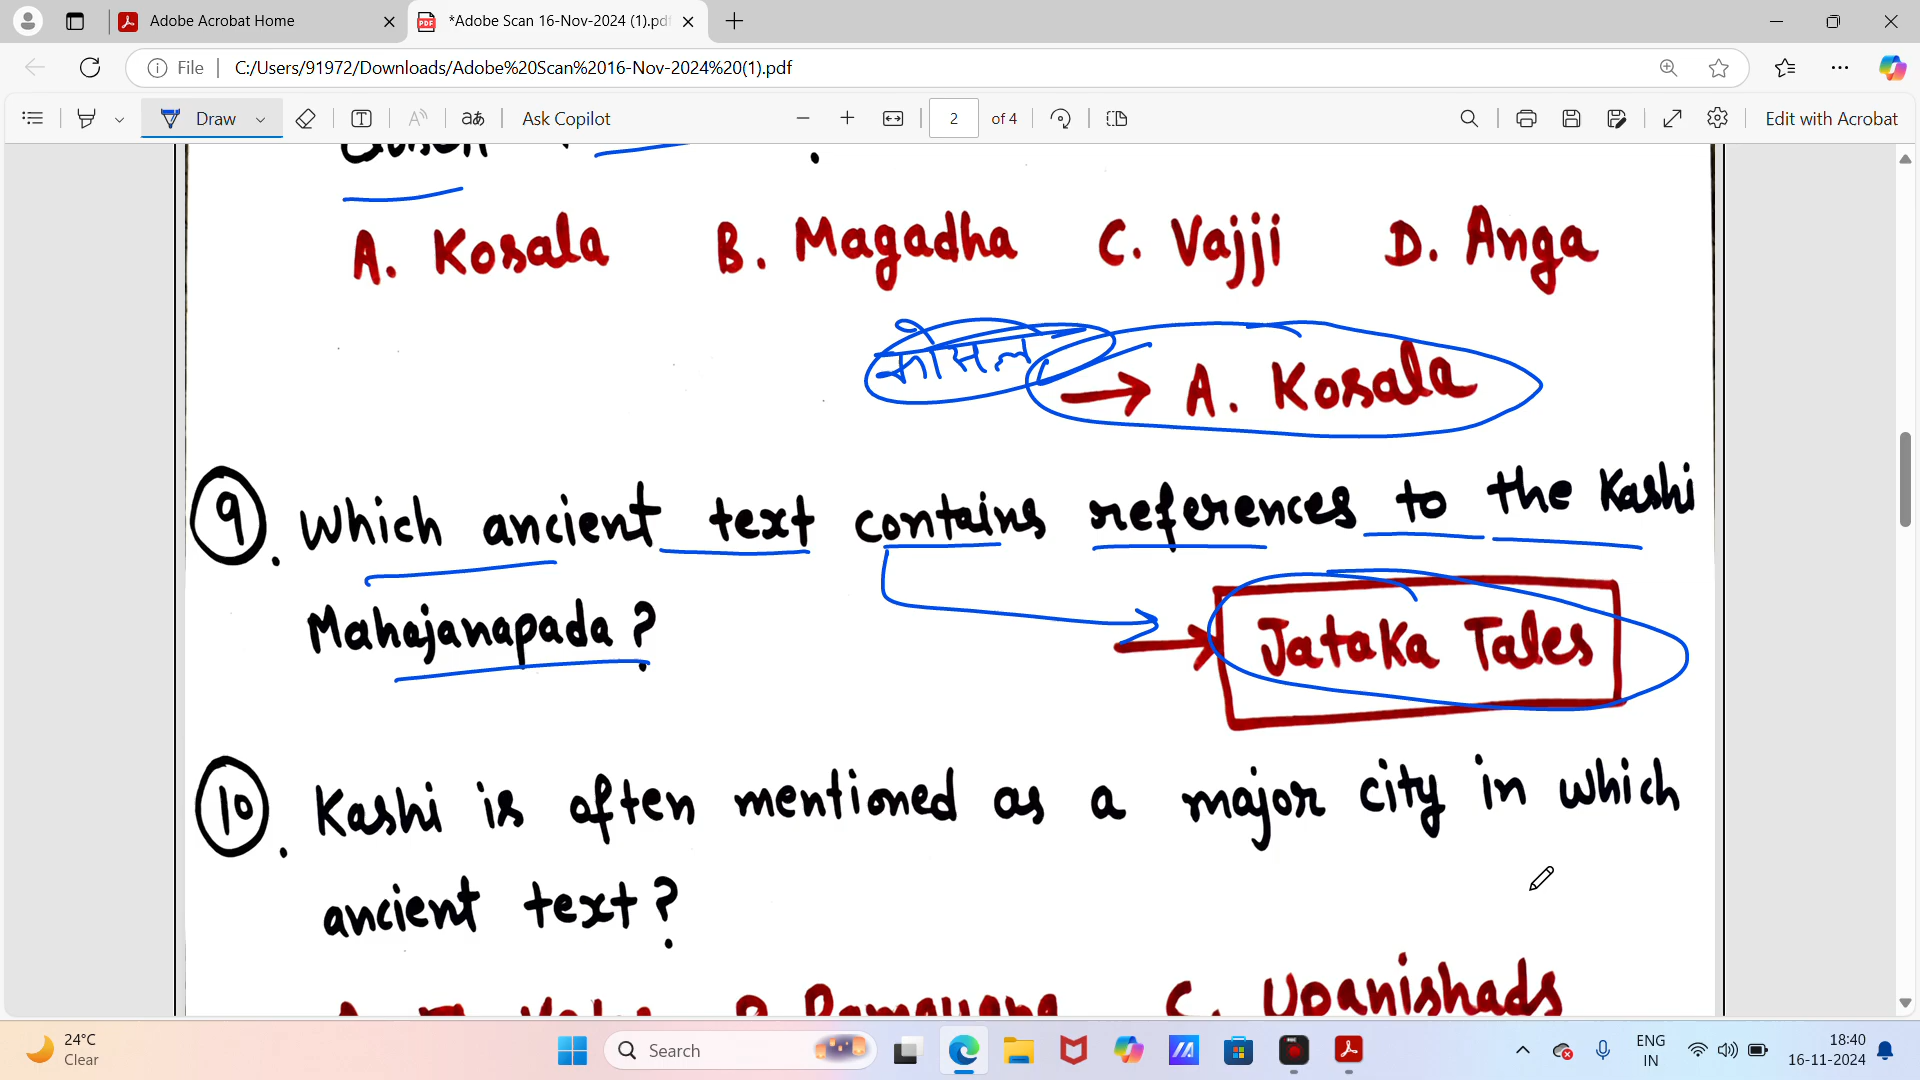 Adobe Acrobat Home
*Adobe Scan 16-Nov-2024 (1).pdf
File
C:/Users/91972/Downloads/Adobe%20Scan%2016-Nov-2024%20(1).pdf
Draw
Ask Copilot
2 of 4
Edit with Acrobat
A. Kosala B. Magadha C. Vajji D. Anga
→ A. Kosala
9. Which ancient text contains references to the Kashi
Mahajanapada?
→ Jataka Tales
10. Kashi is often mentioned as a major city in which
ancient text?
B. Ramayana C. Upanishads
24°C
Clear
Search
ENG
IN
18:40
16-11-2024